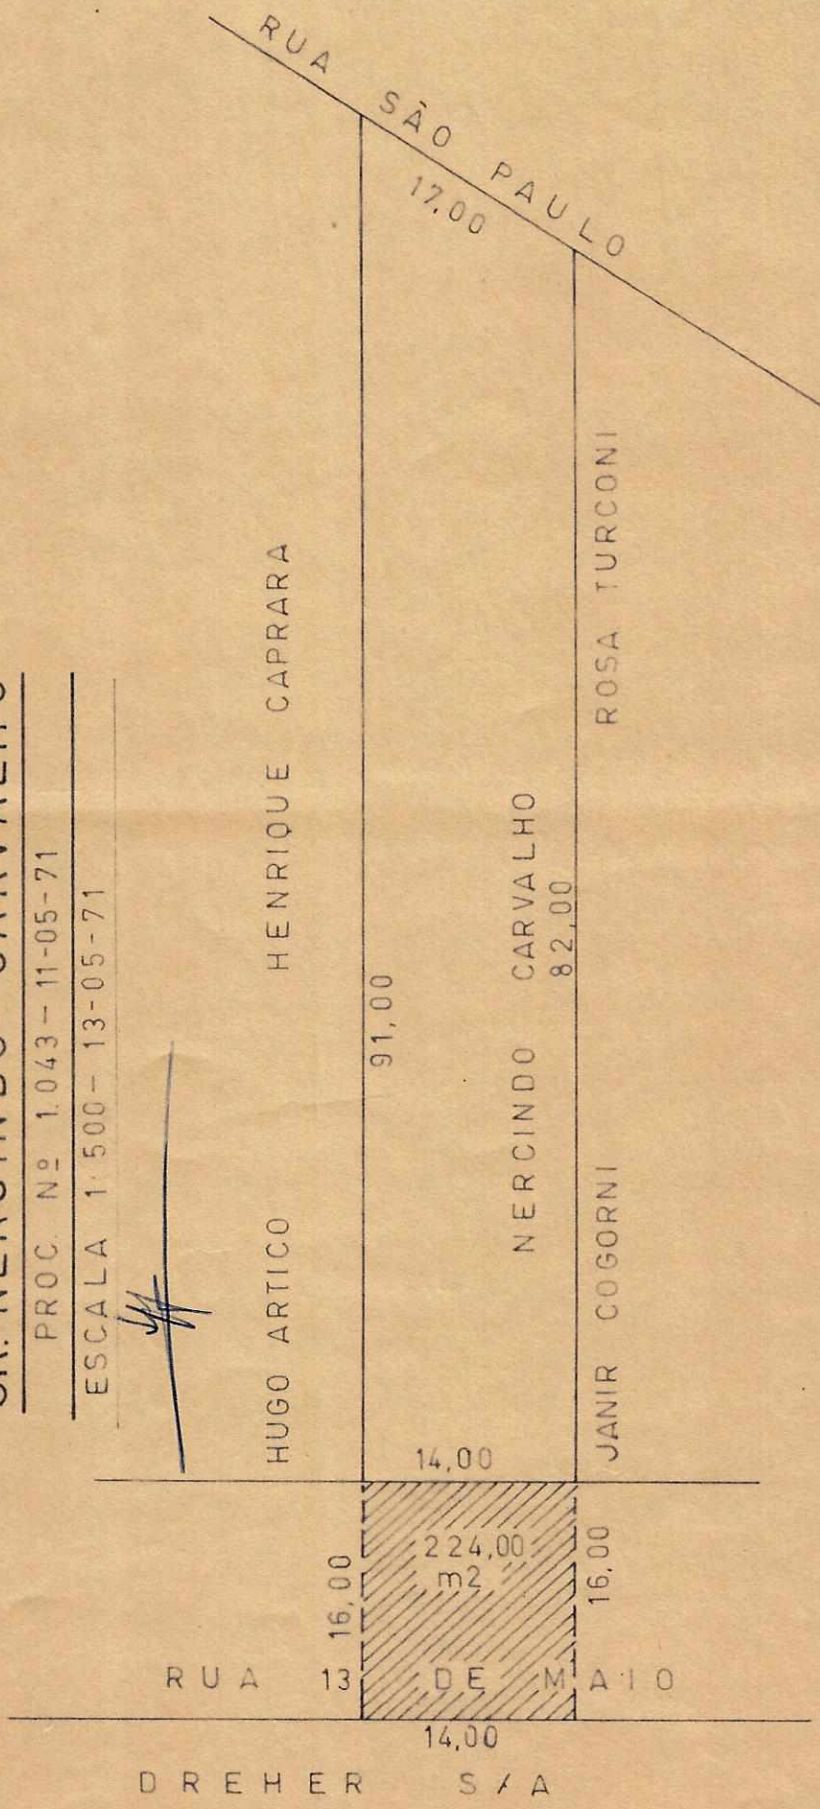 RUA SÃO PAULO
17,00
HENRIQUE CAPRARA
HUGO ARTICO
91,00
NERCINDO CARVALHO
82,00
ROSA TURCONI
JANIR COGORNI
PROC. Nº 1.043 - 11-05-71
ESCALA 1:500 - 13-05-71
14,00
16,00
224,00
m2
16,00
RUA 13 DE MAIO
14,00
DREHER S/A